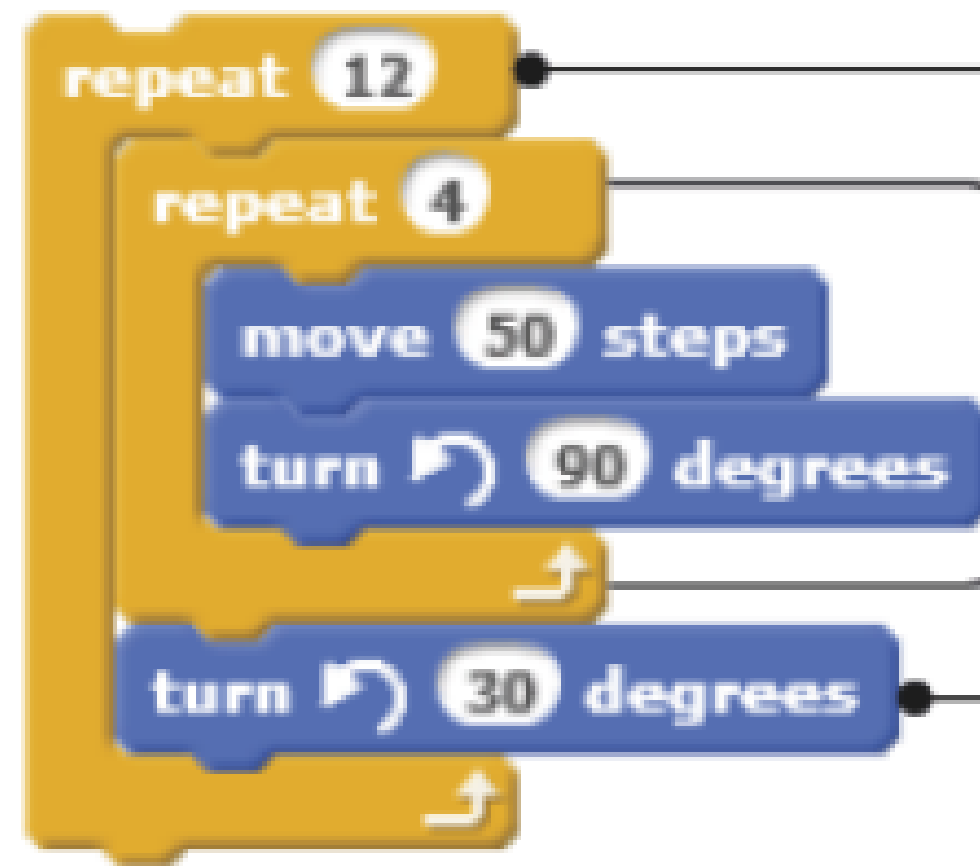 repeat 12
repeat 4
move 50 steps
turn 90 degrees
turn 30 degrees